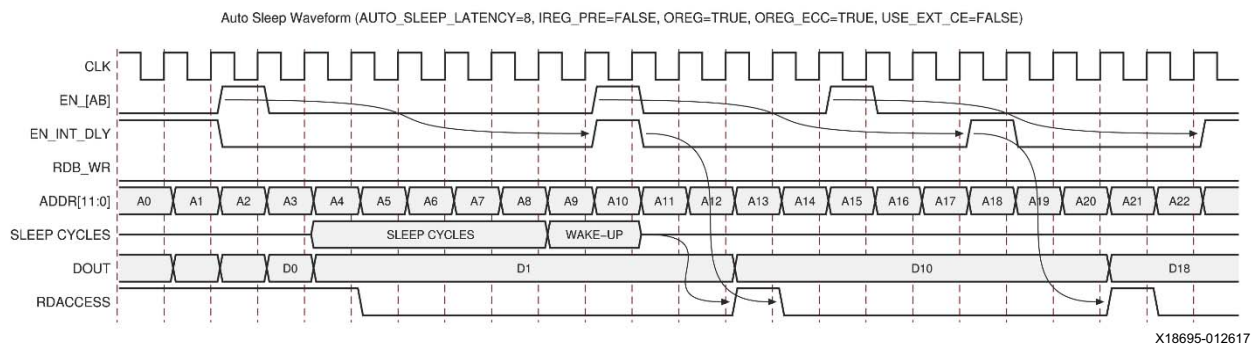 Auto Sleep Waveform (AUTO_SLEEP_LATENCY=8, IREG_PRE=FALSE, OREG=TRUE, OREG_ECC=TRUE, USE_EXT_CE=FALSE)
CLK
EN_[AB]
EN_INT_DLY
RDB_WR
ADDR[11:0] A0 A1 A2 A3 A4 A5 A6 A7 A8 A9 A10 A11 A12 A13 A14 A15 A16 A17 A18 A19 A20 A21 A22
SLEEP CYCLES SLEEP CYCLES WAKE–UP
DOUT D0 D1 D10 D18
RDACCESS
X18695-012617